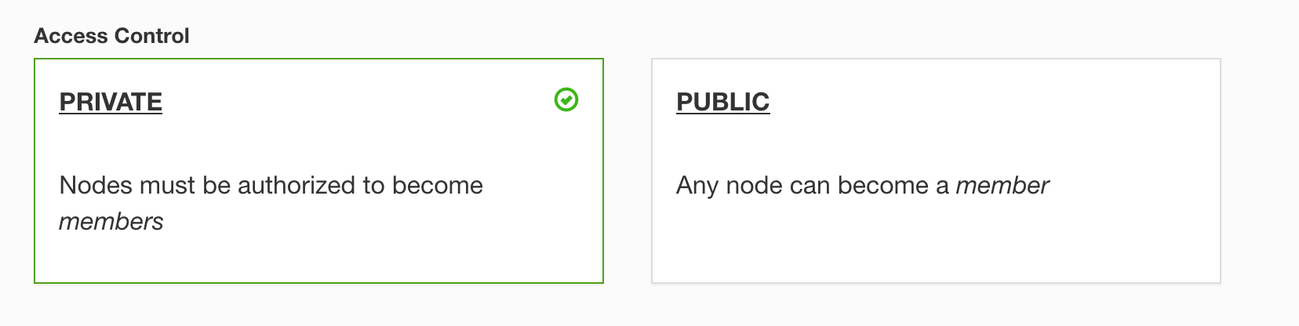 Access Control
PRIVATE
Nodes must be authorized to become
members
PUBLIC
Any node can become a member